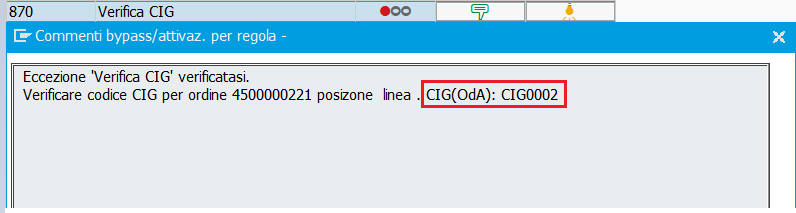 870 Verifica CIG
Commenti bypass/attivaz. per regola -
Eccezione 'Verifica CIG' verificatasi.
Verificare codice CIG per ordine 4500000221 posizone linea . CIG(OdA): CIG0002